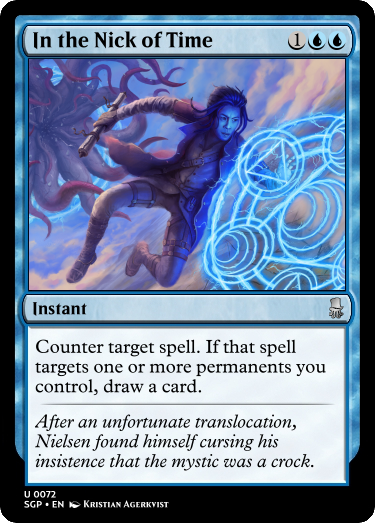 In the Nick of Time 1
Instant
Counter target spell. If that spell
targets one or more permanents you
control, draw a card.
After an unfortunate translocation,
Nielsen found himself cursing his
insistence that the mystic was a crock.
U 0072
SGP • EN Kristian Agerkvist